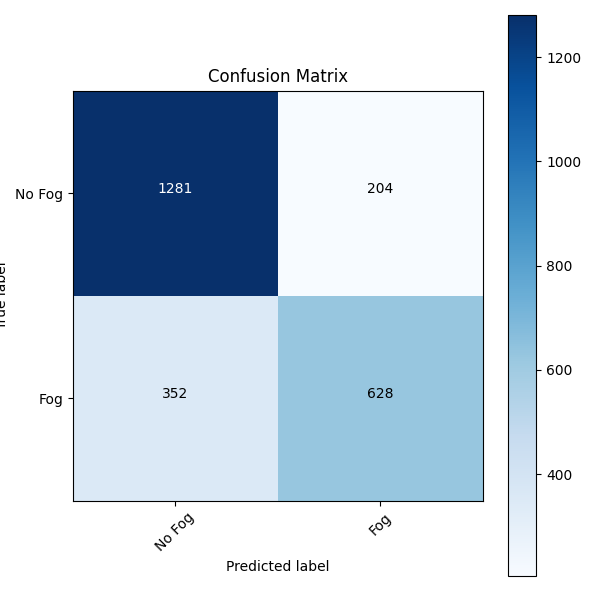 Confusion Matrix
1200
1000
800
600
400
No Fog
1281
204
label
Fog
352
628
No Fog
Fog
Predicted label